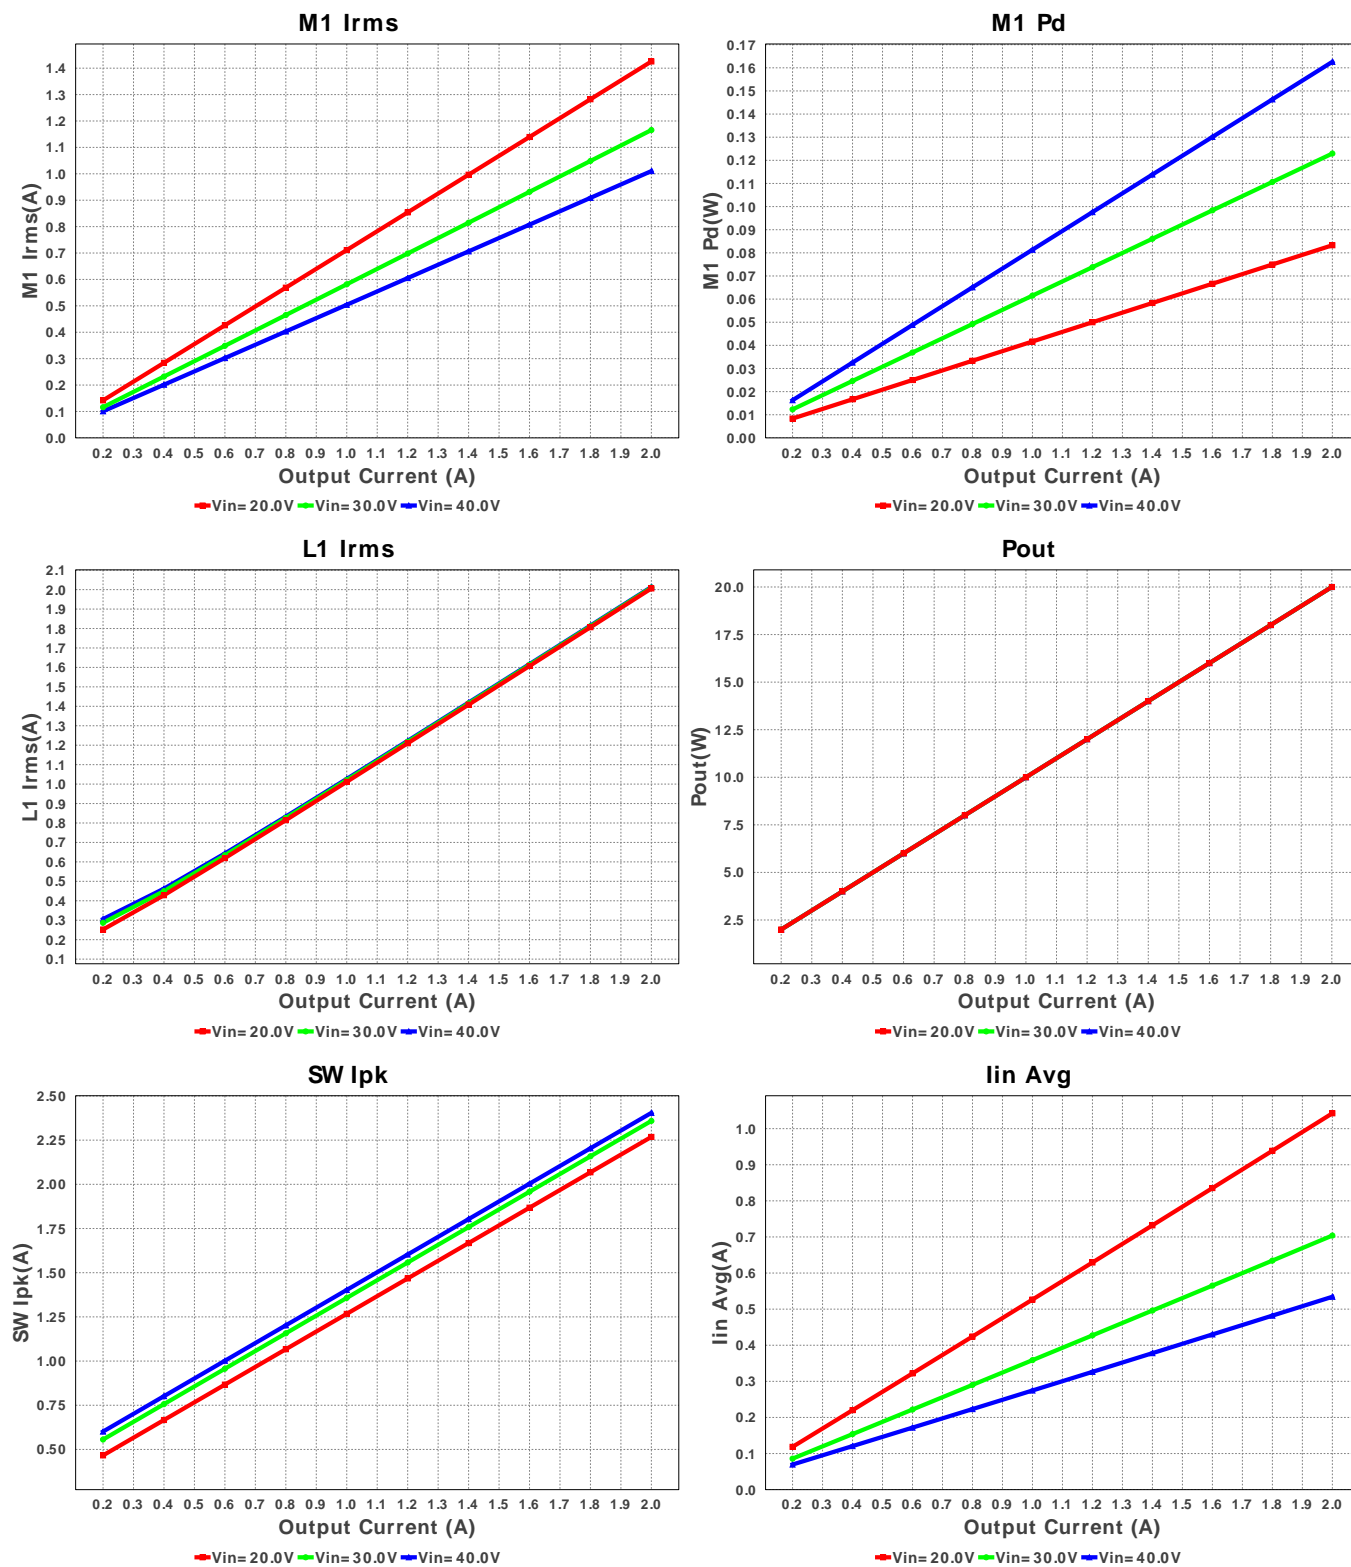 M1 Irms
M1 Irms(A)
1.4
1.3
1.2
1.1
1.0
0.9
0.8
0.7
0.6
0.5
0.4
0.3
0.2
0.1
0.0
0.2 0.3 0.4 0.5 0.6 0.7 0.8 0.9 1.0 1.1 1.2 1.3 1.4 1.5 1.6 1.7 1.8 1.9 2.0
Output Current (A)
Vin=20.0V Vin=30.0V Vin=40.0V
M1 Pd
M1 Pd(W)
0.17
0.16
0.15
0.14
0.13
0.12
0.11
0.10
0.09
0.08
0.07
0.06
0.05
0.04
0.03
0.02
0.01
0.00
0.2 0.3 0.4 0.5 0.6 0.7 0.8 0.9 1.0 1.1 1.2 1.3 1.4 1.5 1.6 1.7 1.8 1.9 2.0
Output Current (A)
Vin=20.0V Vin=30.0V Vin=40.0V
L1 Irms
L1 Irms(A)
2.1
2.0
1.9
1.8
1.7
1.6
1.5
1.4
1.3
1.2
1.1
1.0
0.9
0.8
0.7
0.6
0.5
0.4
0.3
0.2
0.1
0.2 0.3 0.4 0.5 0.6 0.7 0.8 0.9 1.0 1.1 1.2 1.3 1.4 1.5 1.6 1.7 1.8 1.9 2.0
Output Current (A)
Vin=20.0V Vin=30.0V Vin=40.0V
Pout
Pout(W)
20.0
17.5
15.0
12.5
10.0
7.5
5.0
2.5
0.2 0.3 0.4 0.5 0.6 0.7 0.8 0.9 1.0 1.1 1.2 1.3 1.4 1.5 1.6 1.7 1.8 1.9 2.0
Output Current (A)
Vin=20.0V Vin=30.0V Vin=40.0V
SW Ipk
SW Ipk(A)
2.50
2.25
2.00
1.75
1.50
1.25
1.00
0.75
0.50
0.2 0.3 0.4 0.5 0.6 0.7 0.8 0.9 1.0 1.1 1.2 1.3 1.4 1.5 1.6 1.7 1.8 1.9 2.0
Output Current (A)
Vin=20.0V Vin=30.0V Vin=40.0V
Iin Avg
Iin Avg(A)
1.0
0.9
0.8
0.7
0.6
0.5
0.4
0.3
0.2
0.1
0.0
0.2 0.3 0.4 0.5 0.6 0.7 0.8 0.9 1.0 1.1 1.2 1.3 1.4 1.5 1.6 1.7 1.8 1.9 2.0
Output Current (A)
Vin=20.0V Vin=30.0V Vin=40.0V